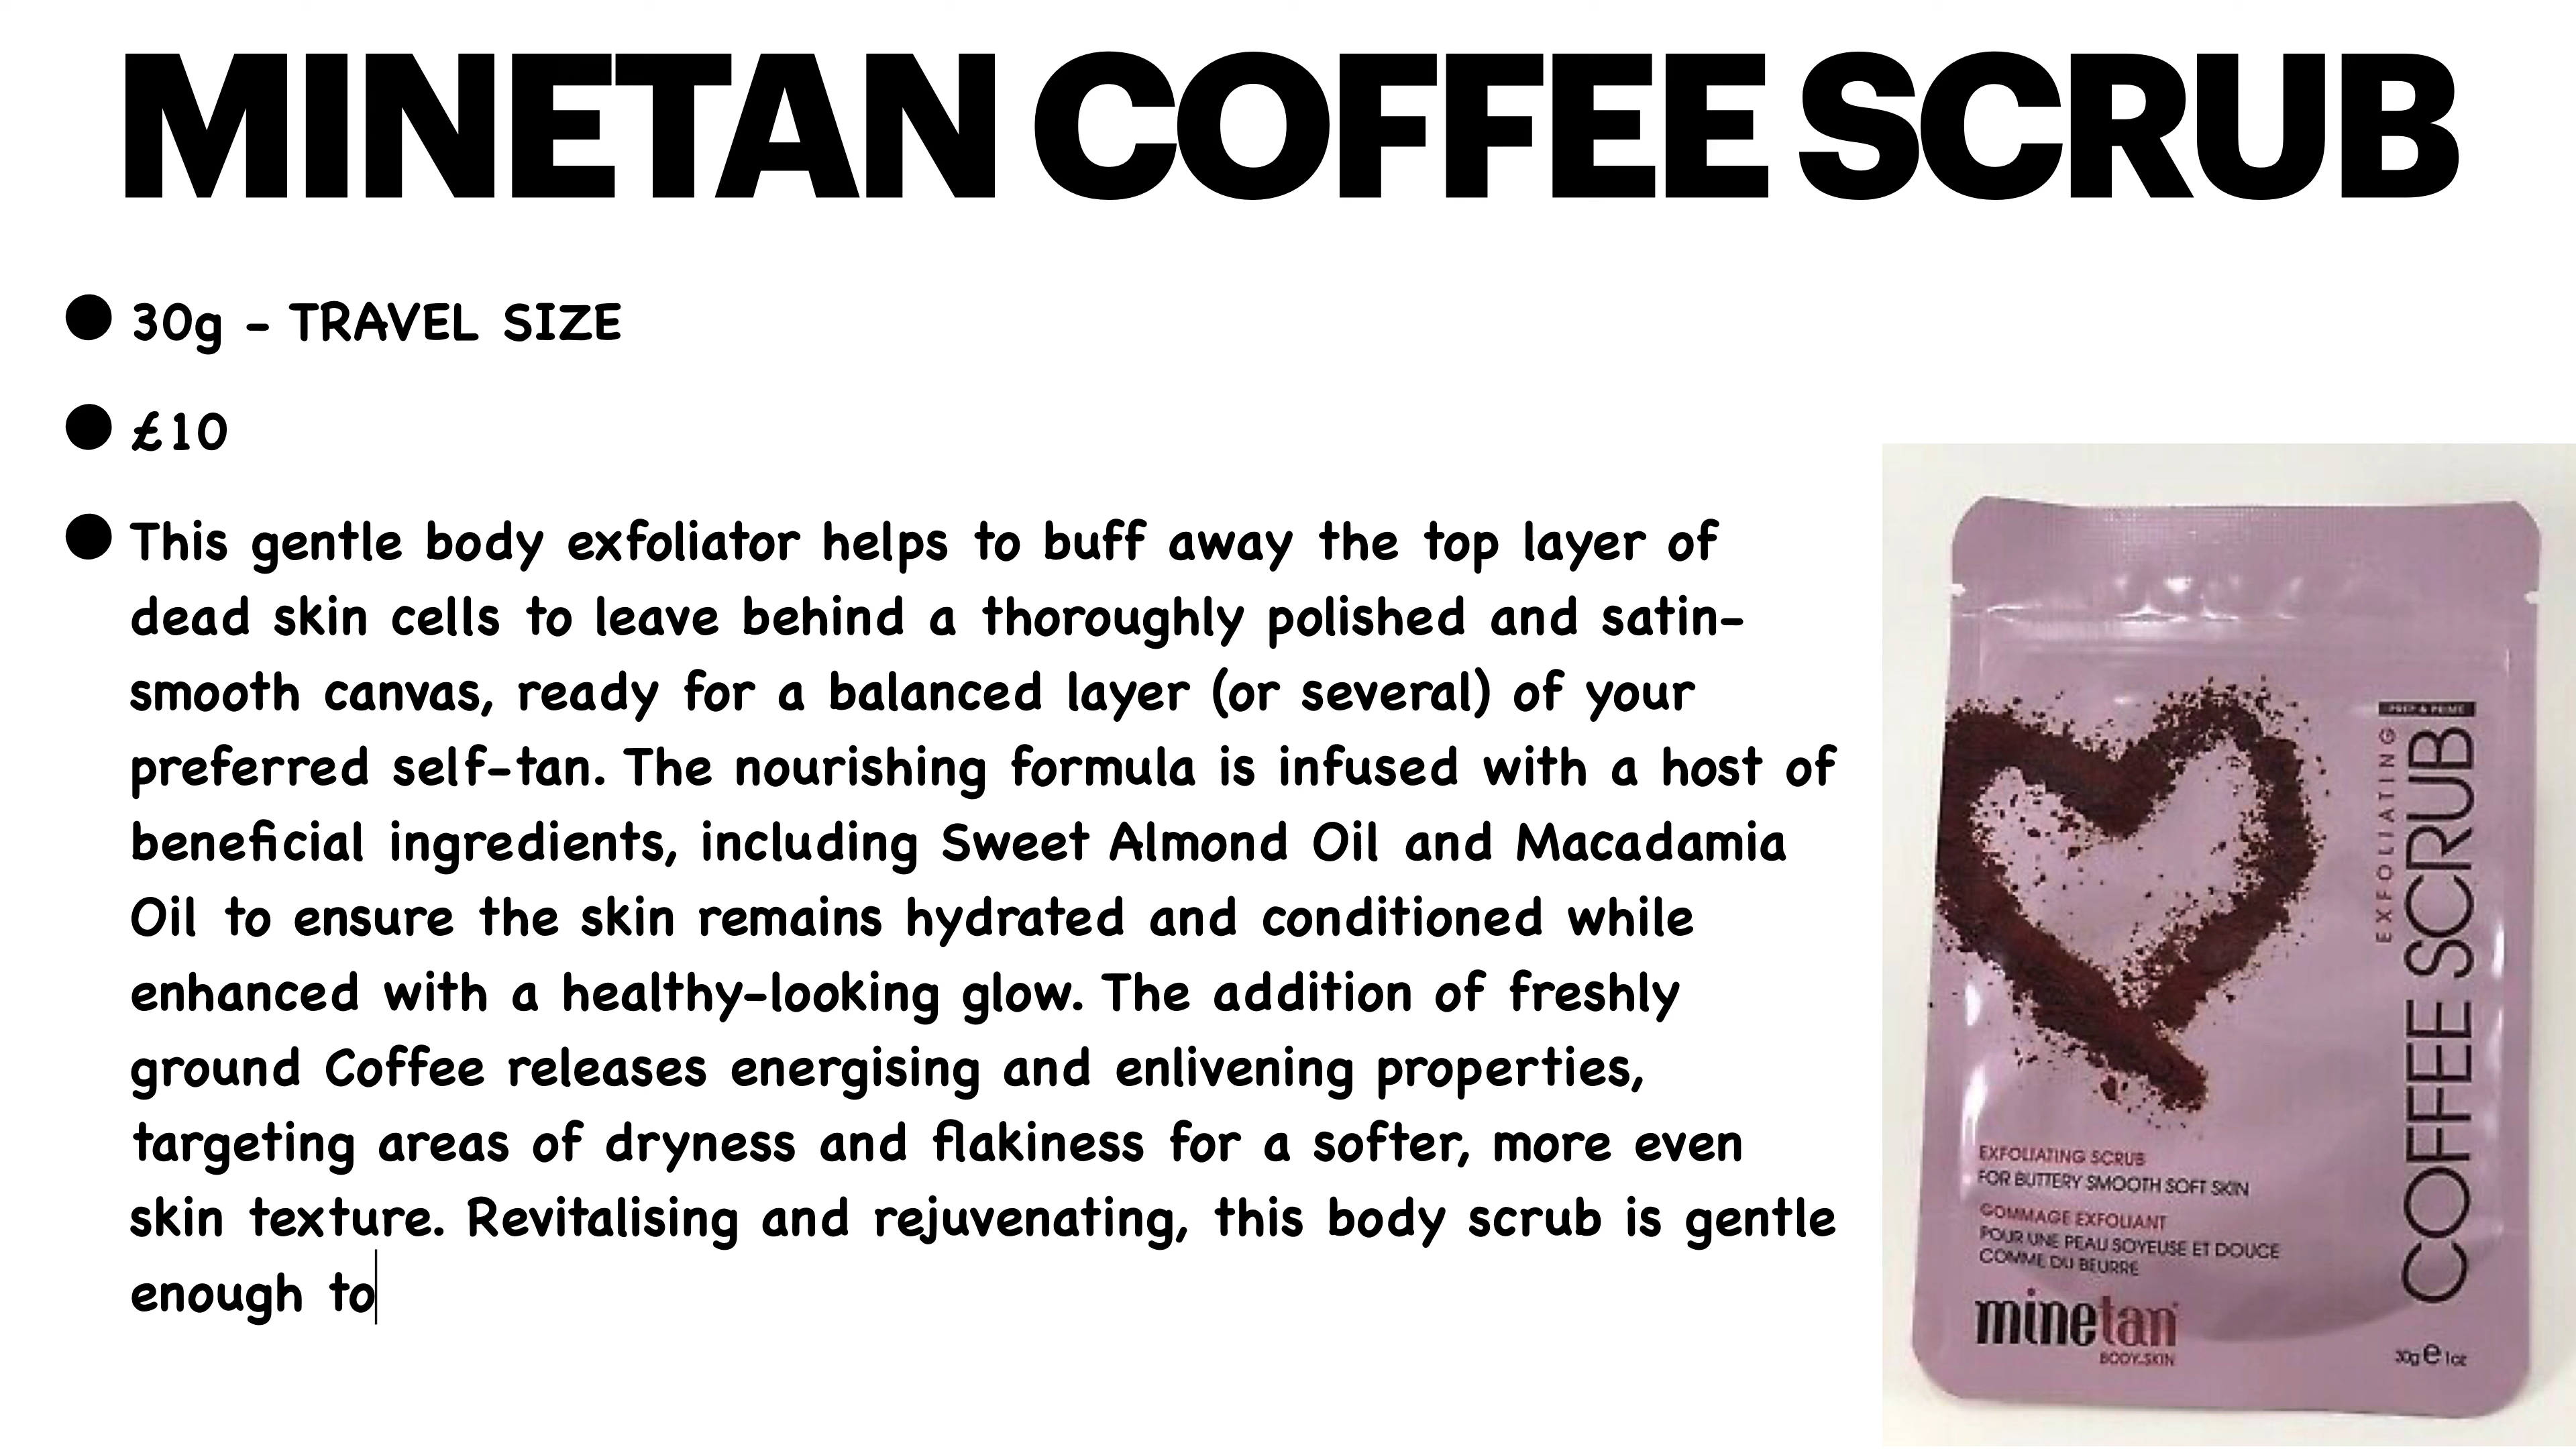 MINETAN COFFEE SCRUB
● 30g - TRAVEL SIZE
● £10
● This gentle body exfoliator helps to buff away the top layer of
dead skin cells to leave behind a thoroughly polished and satin-
smooth canvas, ready for a balanced layer (or several) of your
preferred self-tan. The nourishing formula is infused with a host of
beneficial ingredients, including Sweet Almond Oil and Macadamia
Oil to ensure the skin remains hydrated and conditioned while
enhanced with a healthy-looking glow. The addition of freshly
ground Coffee releases energising and enlivening properties,
targeting areas of dryness and flakiness for a softer, more even
skin texture. Revitalising and rejuvenating, this body scrub is gentle
enough to
PREP & PRIME
EXFOLIATING
COFFEE SCRUB
EXFOLIATING SCRUB
FOR BUTTERY SMOOTH SOFT SKIN
GOMMAGE EXFOLIANT
POUR UNE PEAU SOYEUSE ET DOUCE
COMME DU BEURRE
minetan
BODY.SKIN
30g e 1oz